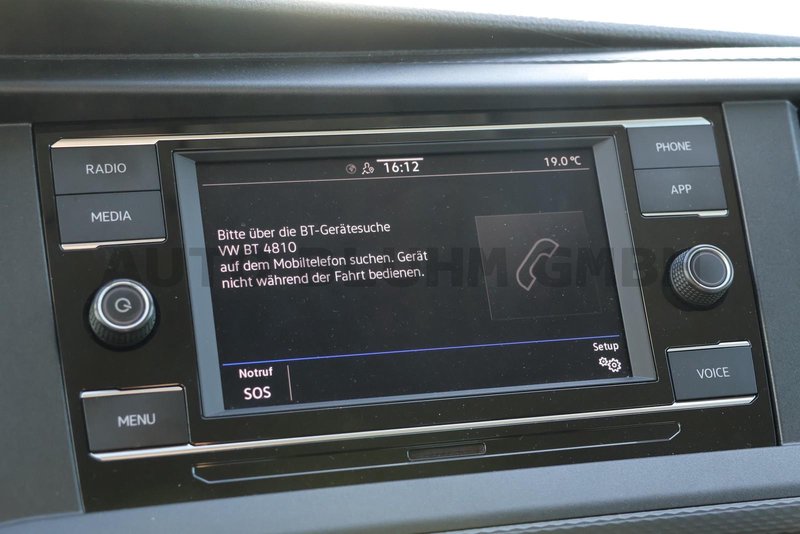 RADIO
MEDIA
MENU
16:12
19.0 °C
Bitte über die BT-Gerätesuche
VW BT 4810
auf dem Mobiltelefon suchen. Gerät
nicht während der Fahrt bedienen.
Notruf
SOS
Setup
PHONE
APP
VOICE
GMBH